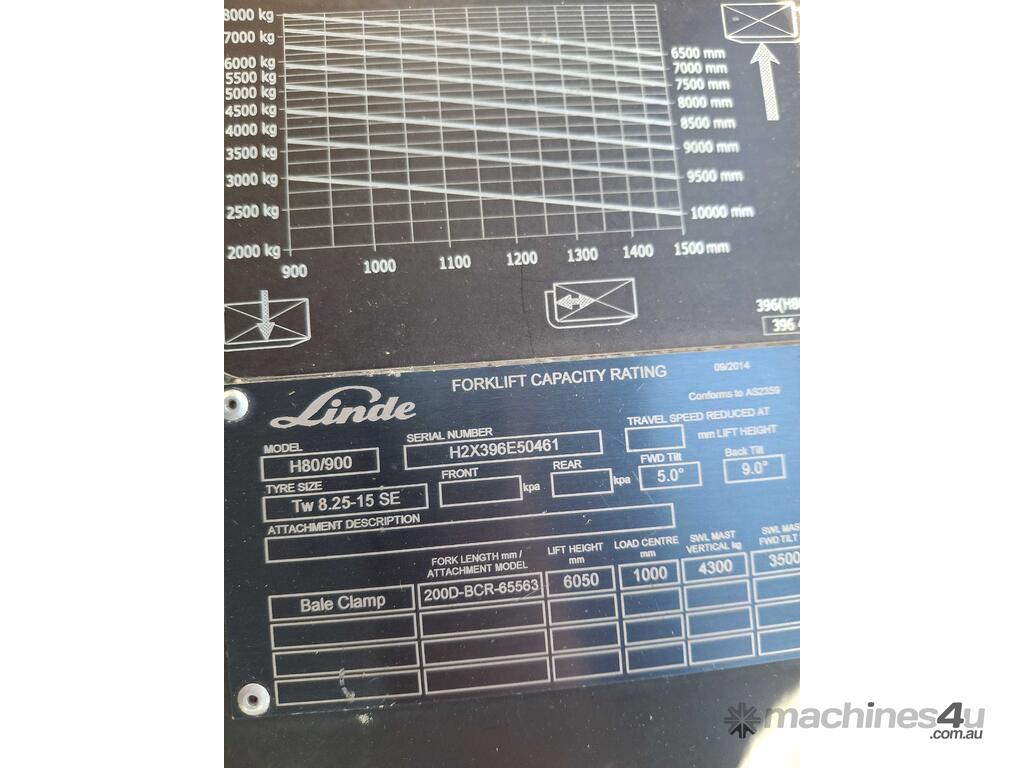 8000 kg
7000 kg
6000 kg
5500 kg
5000 kg
4500 kg
4000 kg
3500 kg
3000 kg
2500 kg
2000 kg
6500 mm
7000 mm
7500 mm
8000 mm
8500 mm
9000 mm
9500 mm
10000 mm
900 1000 1100 1200 1300 1400 1500 mm
396(H80
396
Linde
FORKLIFT CAPACITY RATING
09/2014
Conforms to AS2359
MODEL
H80/900
SERIAL NUMBER
H2X396E50461
TRAVEL SPEED REDUCED AT
mm LIFT HEIGHT
TYRE SIZE
Tw 8.25-15 SE
FRONT kpa
REAR kpa
FWD Tilt
5.0°
Back Tilt
9.0°
ATTACHMENT DESCRIPTION
FORK LENGTH mm /
ATTACHMENT MODEL
LIFT HEIGHT
mm
LOAD CENTRE
mm
SWL MAST
VERTICAL kg
SWL MAST
FWD TILT
Bale Clamp 200D-BCR-65563 6050 1000 4300 3500
machines4u
.com.au